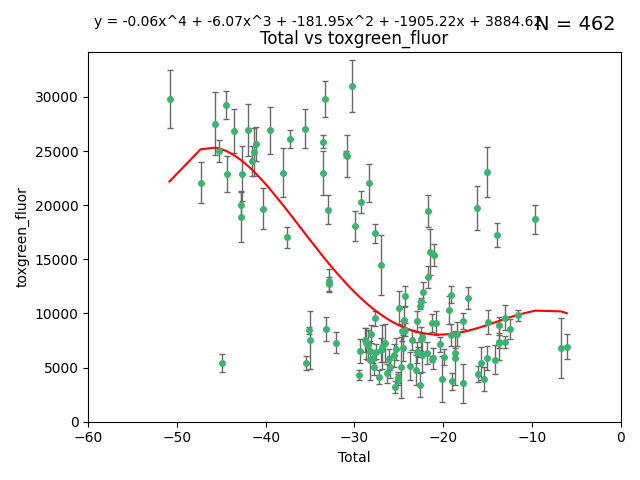 y = -0.06x^4 + -6.07x^3 + -181.95x^2 + -1905.22x + 3884.62
N = 462
Total vs toxgreen_fluor
30000
25000
20000
15000
10000
5000
0
toxgreen_fluor
−60 −50 −40 −30 −20 −10 0
Total